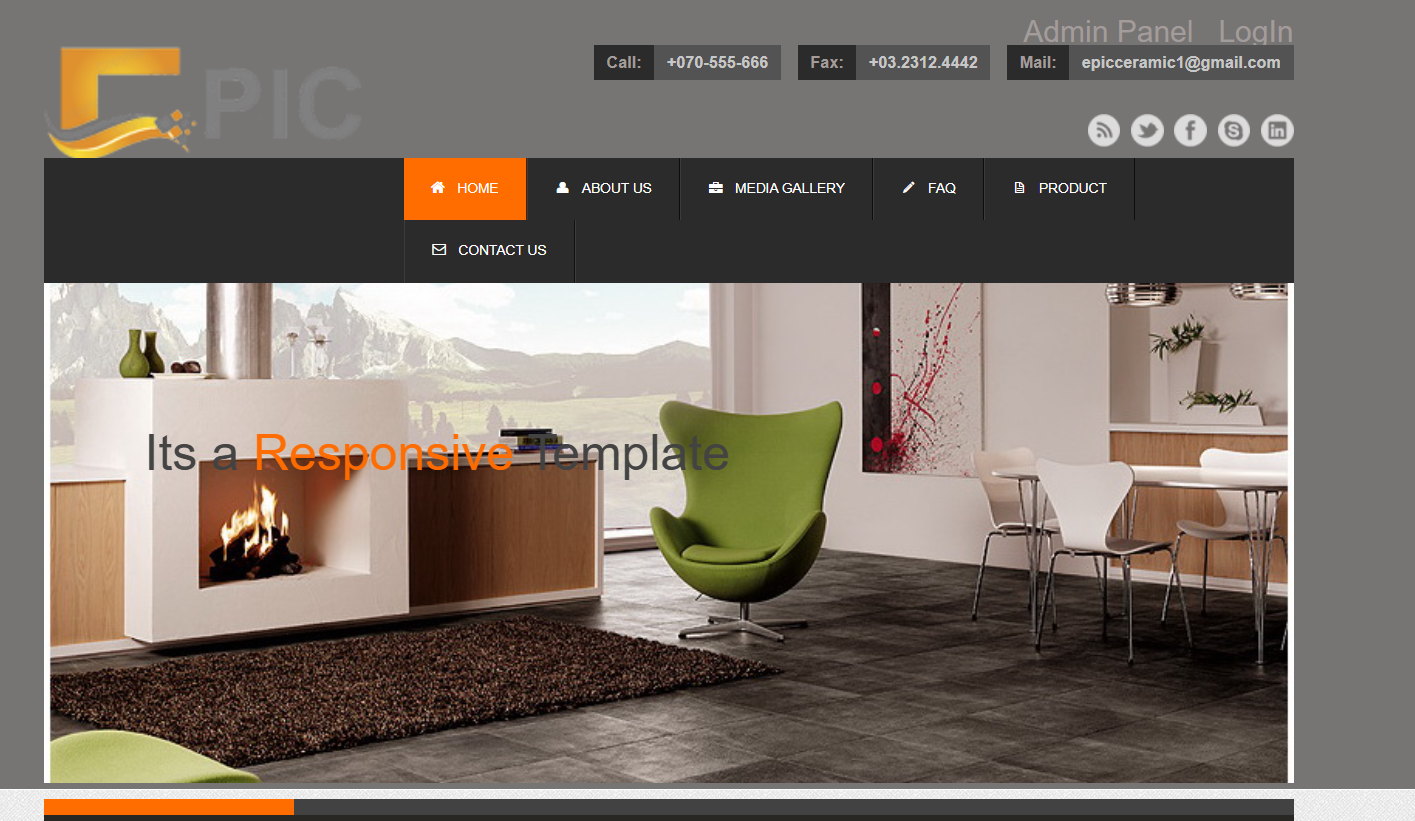 Admin Panel LogIn
Call: +070-555-666 Fax: +03.2312.4442 Mail: epicceramic1@gmail.com
PIC
HOME ABOUT US MEDIA GALLERY FAQ PRODUCT
CONTACT US
Its a Responsive Template